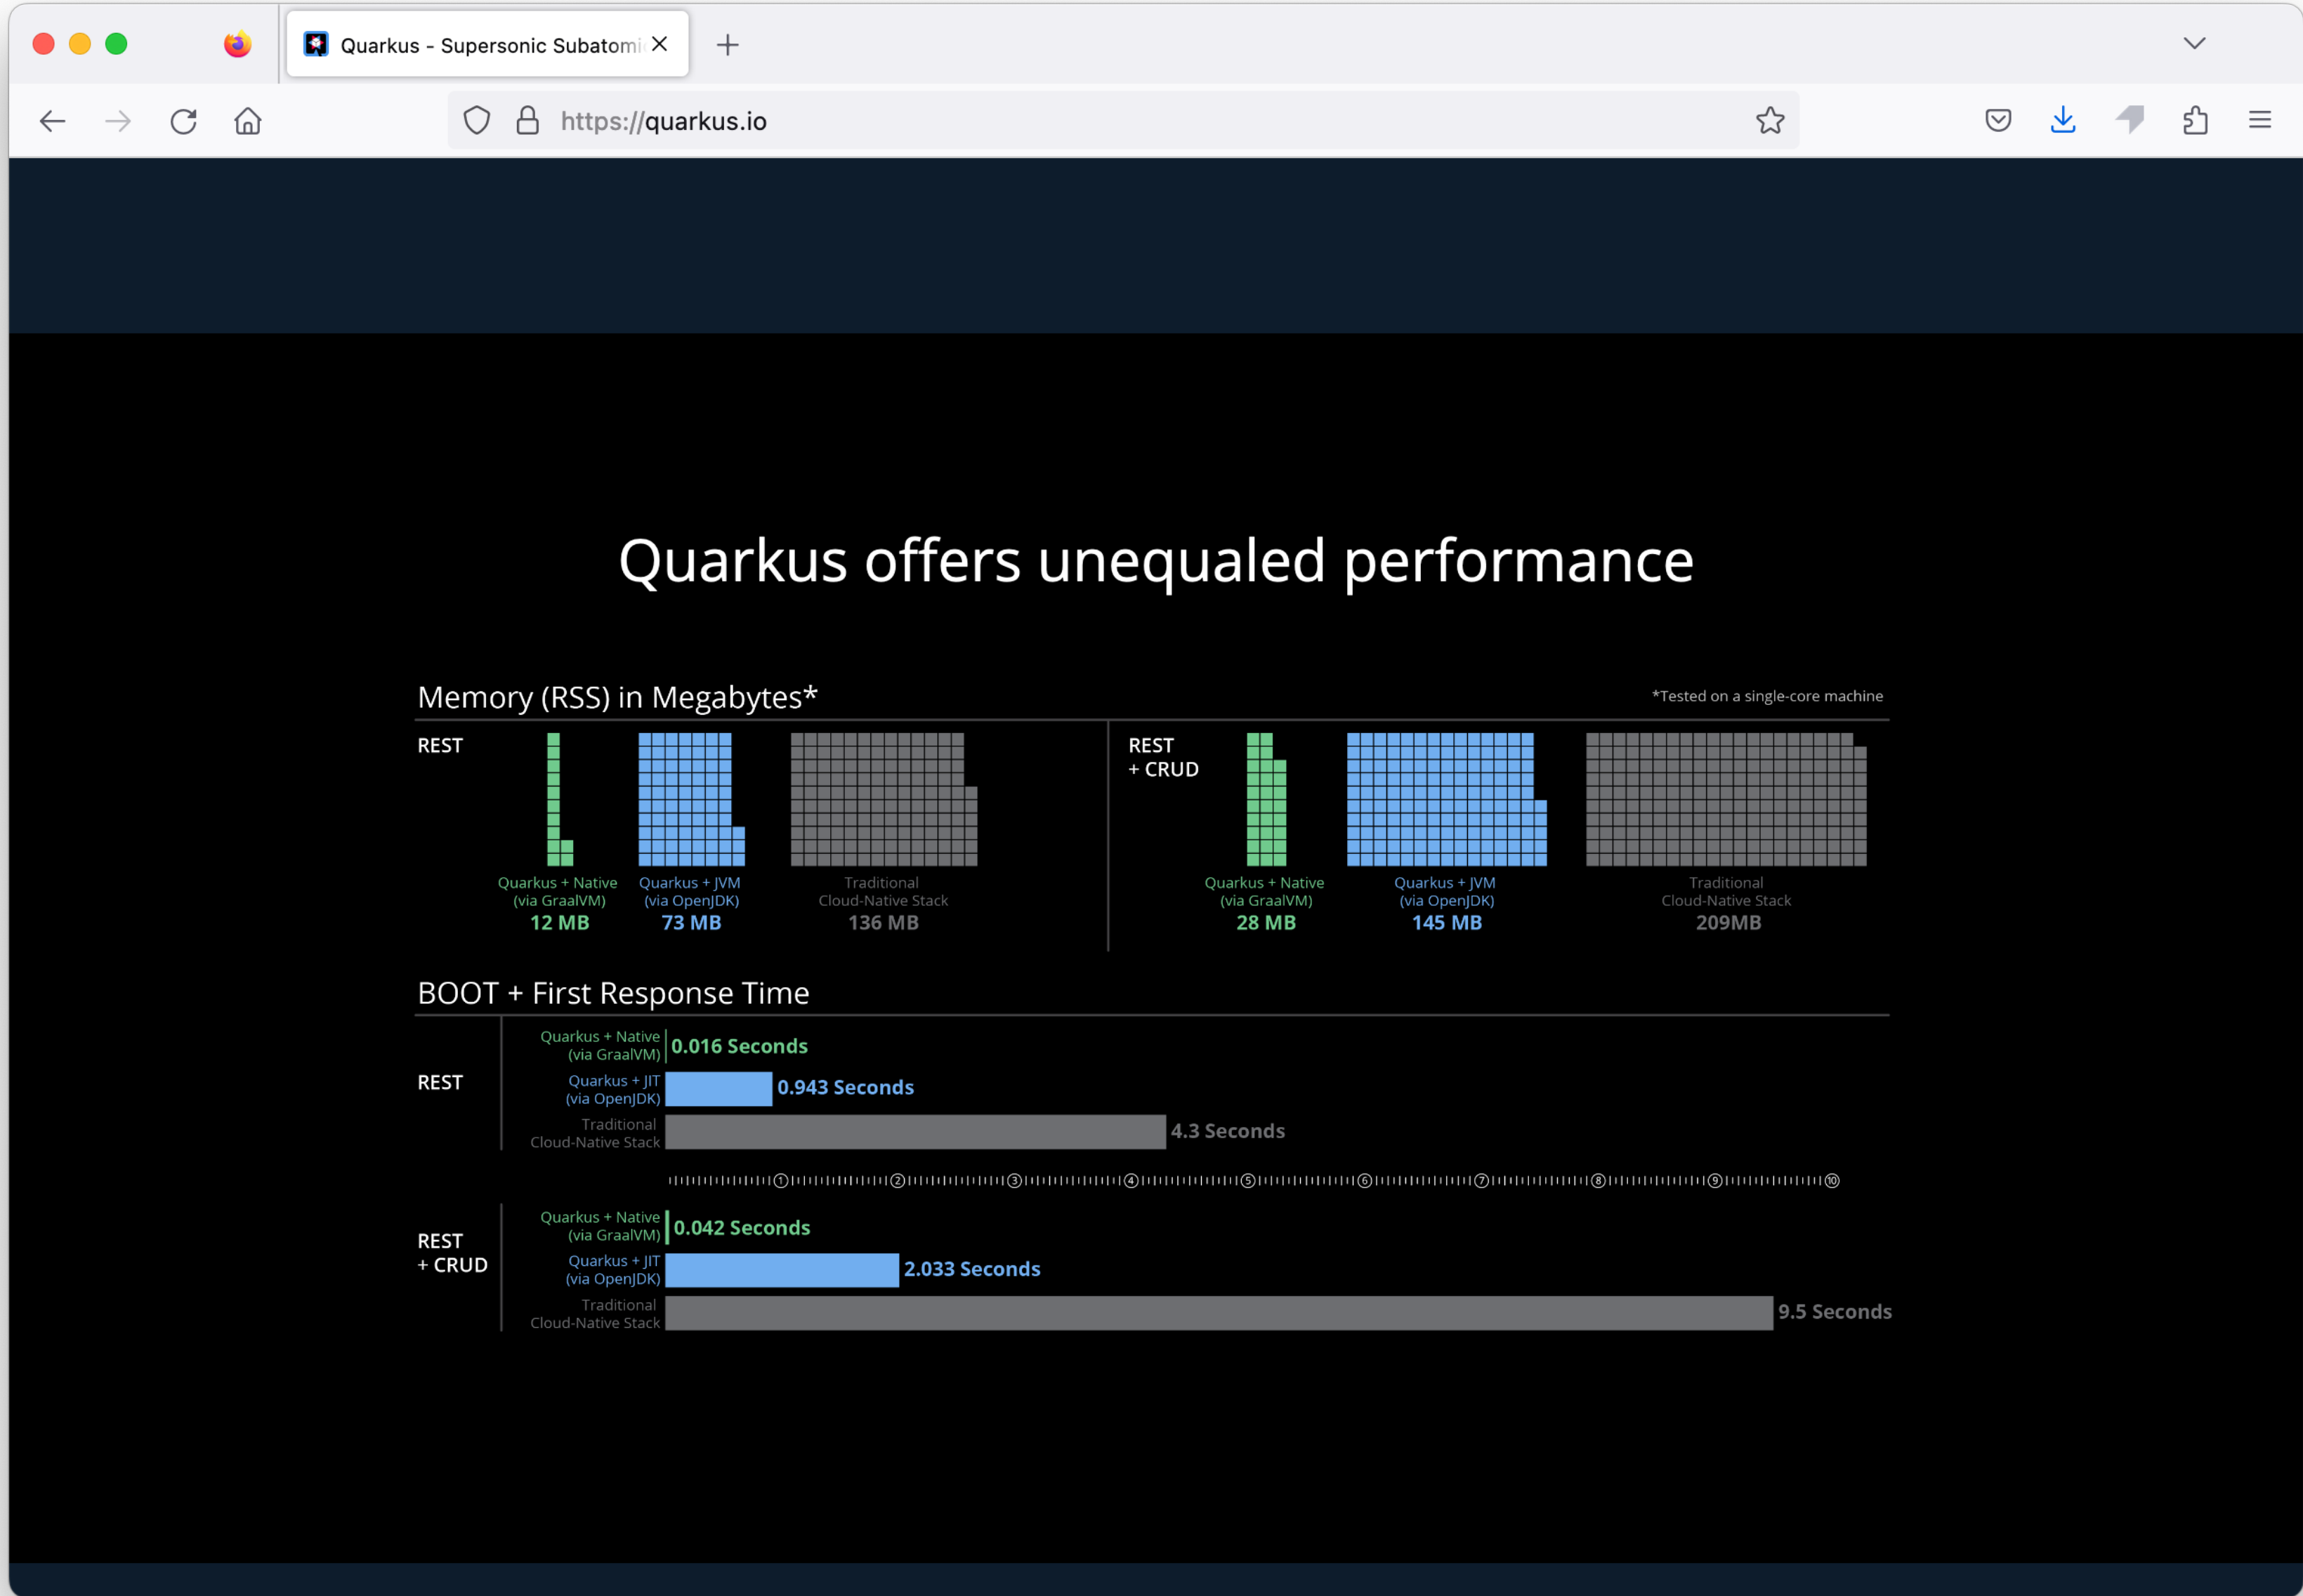 Quarkus - Supersonic Subatomi
https://quarkus.io
Quarkus offers unequaled performance
Memory (RSS) in Megabytes*
*Tested on a single-core machine
REST
Quarkus + Native
(via GraalVM)
12 MB
Quarkus + JVM
(via OpenJDK)
73 MB
Traditional
Cloud-Native Stack
136 MB
REST
+ CRUD
Quarkus + Native
(via GraalVM)
28 MB
Quarkus + JVM
(via OpenJDK)
145 MB
Traditional
Cloud-Native Stack
209MB
BOOT + First Response Time
REST
Quarkus + Native
(via GraalVM)
0.016 Seconds
Quarkus + JIT
(via OpenJDK)
0.943 Seconds
Traditional
Cloud-Native Stack
4.3 Seconds
1 2 3 4 5 6 7 8 9 10
REST
+ CRUD
Quarkus + Native
(via GraalVM)
0.042 Seconds
Quarkus + JIT
(via OpenJDK)
2.033 Seconds
Traditional
Cloud-Native Stack
9.5 Seconds